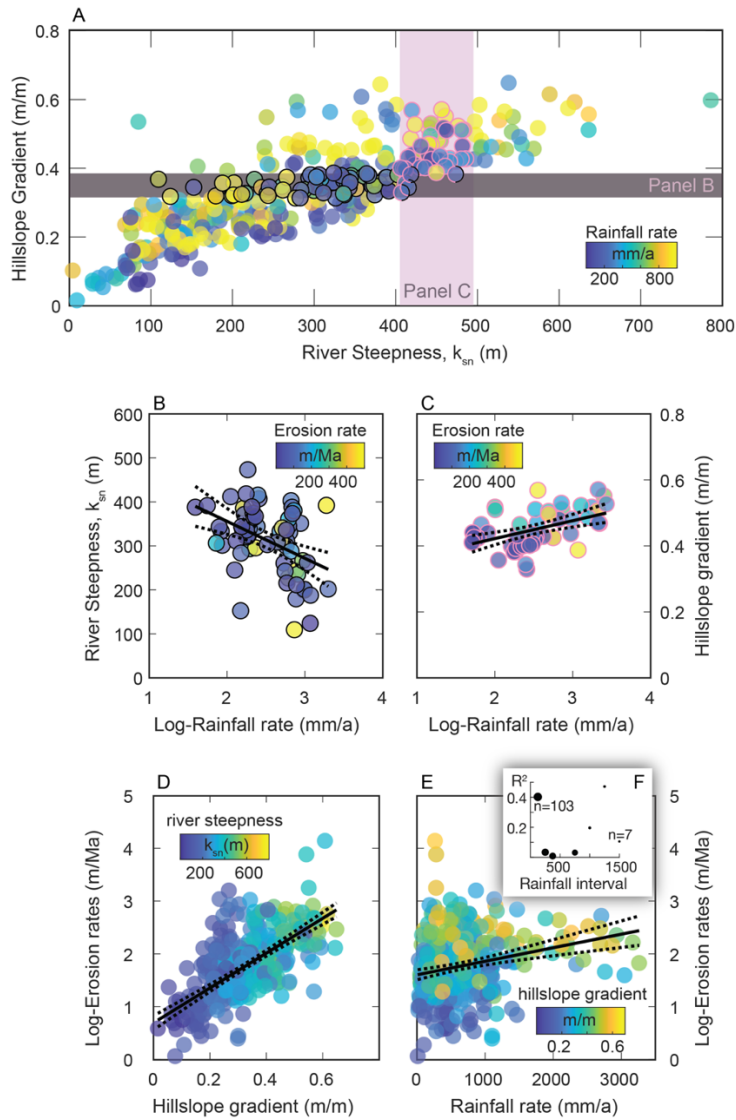 A
0.8
0.6
0.4
0.2
0
Hillslope Gradient (m/m)
Panel B
Panel C
Rainfall rate
mm/a
200 800
0 100 200 300 400 500 600 700 800
River Steepness, ksn (m)
B
600
500
400
300
200
100
0
River Steepness, ksn (m)
Erosion rate
m/Ma
200 400
1 2 3 4
Log-Rainfall rate (mm/a)
C
Erosion rate
m/Ma
200 400
0.8
0.6
0.4
0.2
0
Hillslope gradient (m/m)
1 2 3 4
Log-Rainfall rate (mm/a)
D
5
4
3
2
1
0
Log-Erosion rates (m/Ma)
river steepness
ksn(m)
200 600
0 0.2 0.4 0.6
Hillslope gradient (m/m)
E
F
R²
0.4
0.2
n=103
n=7
500 1000 1500
Rainfall interval
hillslope gradient
m/m
0.2 0.6
5
4
3
2
1
0
Log-Erosion rates (m/Ma)
0 1000 2000 3000
Rainfall rate (mm/a)